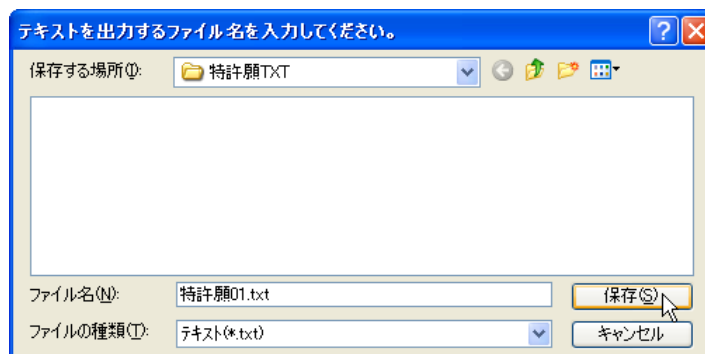 テキストを出力するファイル名を入力してください。
保存する場所(I): 特許願TXT
ファイル名(N): 特許願01.txt 保存(S)
ファイルの種類(T): テキスト(*.txt) キャンセル